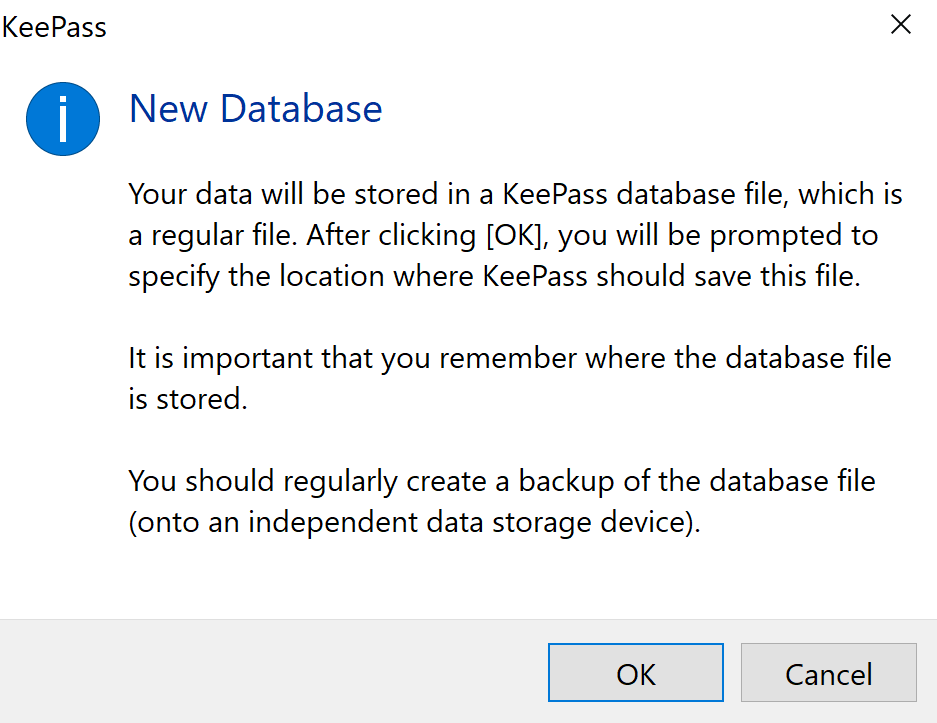 KeePass
New Database
Your data will be stored in a KeePass database file, which is
a regular file. After clicking [OK], you will be prompted to
specify the location where KeePass should save this file.
It is important that you remember where the database file
is stored.
You should regularly create a backup of the database file
(onto an independent data storage device).
OK
Cancel